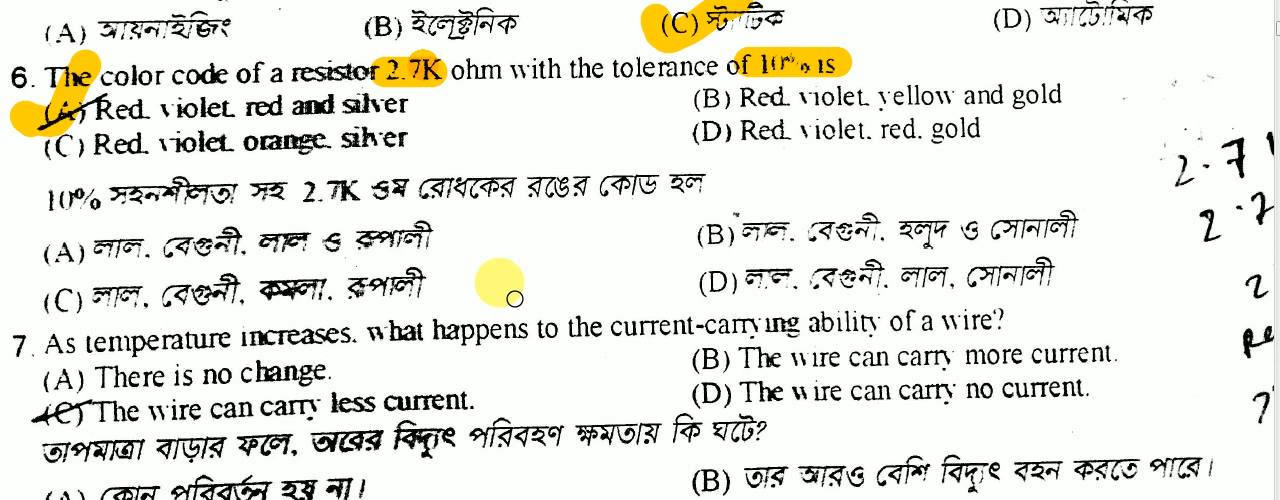 (A) আয়নাইজিং (B) ইলেক্ট্রনিক (C) স্ট্যাটিক (D) অ্যাটোমিক
6. The color code of a resistor 2.7K ohm with the tolerance of 10% is
(A) Red. violet. red and silver (B) Red. violet. yellow and gold
(C) Red. violet. orange. silver (D) Red. violet. red. gold
10% সহনশীলতা সহ 2.7K ওম রোধকের রঙের কোড হল
(A) লাল. বেগুনী. লাল ও রূপালী (B) লাল. বেগুনী. হলুদ ও সোনালী
(C) লাল, বেগুনী, কমলা, রূপালী (D) লাল. বেগুনী. লাল, সোনালী
7. As temperature increases. what happens to the current-carrying ability of a wire?
(A) There is no change. (B) The wire can carry more current.
(C) The wire can carry less current. (D) The wire can carry no current.
তাপমাত্রা বাড়ার ফলে, তারের বিদ্যুৎ পরিবহণ ক্ষমতায় কি ঘটে?
(A) কোন পরিবর্তন হয় না। (B) তার আরও বেশি বিদ্যুৎ বহন করতে পারে।
2.7
2.7
2